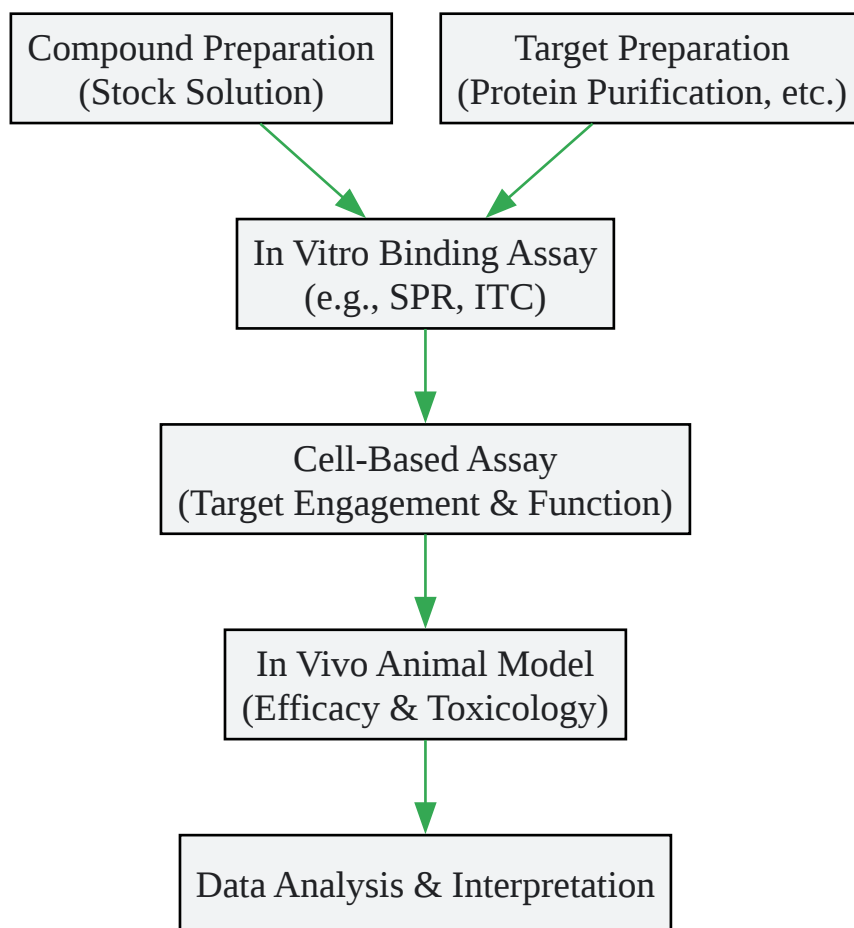 Compound Preparation
(Stock Solution)
Target Preparation
(Protein Purification, etc.)
In Vitro Binding Assay
(e.g., SPR, ITC)
Cell-Based Assay
(Target Engagement & Function)
In Vivo Animal Model
(Efficacy & Toxicology)
Data Analysis & Interpretation